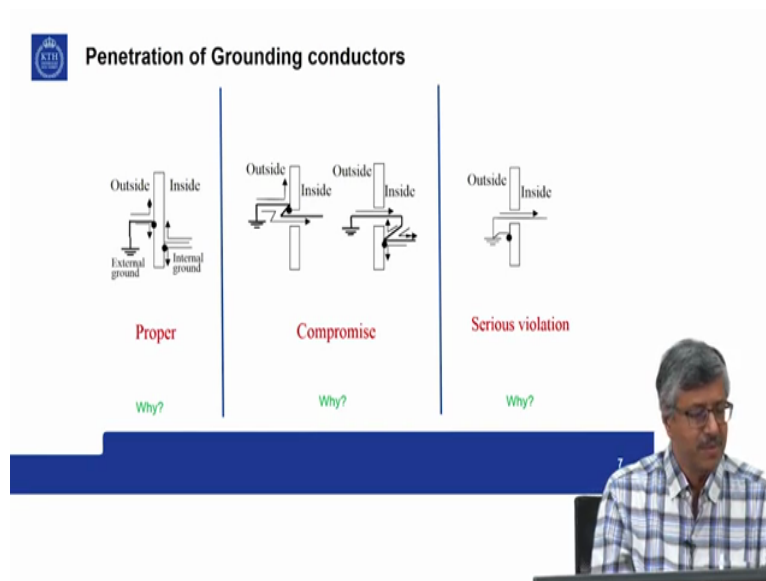 KTH
Penetration of Grounding conductors
Outside
Inside
External
ground
Internal
ground
Proper
Why?
Outside
Inside
Outside
Inside
Compromise
Why?
Outside
Inside
Serious violation
Why?
7